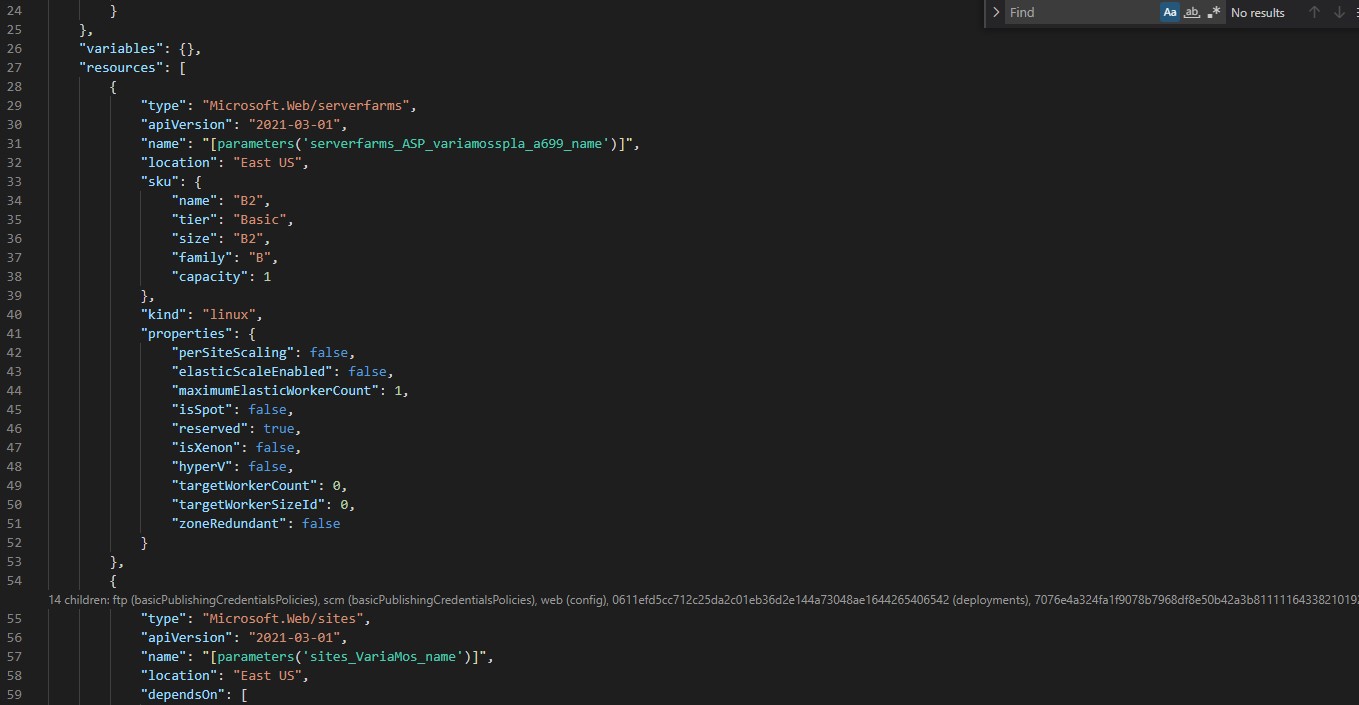 Find Aa ab, .* No results
24 }
25 },
26 "variables": {},
27 "resources": [
28 {
29 "type": "Microsoft.Web/serverfarms",
30 "apiVersion": "2021-03-01",
31 "name": "[parameters('serverfarms_ASP_variamosspla_a699_name')]",
32 "location": "East US",
33 "sku": {
34 "name": "B2",
35 "tier": "Basic",
36 "size": "B2",
37 "family": "B",
38 "capacity": 1
39 },
40 "kind": "linux",
41 "properties": {
42 "perSiteScaling": false,
43 "elasticScaleEnabled": false,
44 "maximumElasticWorkerCount": 1,
45 "isSpot": false,
46 "reserved": true,
47 "isXenon": false,
48 "hyperV": false,
49 "targetWorkerCount": 0,
50 "targetWorkerSizeId": 0,
51 "zoneRedundant": false
52 }
53 },
54 {
14 children: ftp (basicPublishingCredentialsPolicies), scm (basicPublishingCredentialsPolicies), web (config), 0611efd5cc712c25da2c01eb36d2e144a73048ae1644265406542 (deployments), 7076e4a324fa1f9078b7968df8e50b42a3b8111116433821019
55 "type": "Microsoft.Web/sites",
56 "apiVersion": "2021-03-01",
57 "name": "[parameters('sites_VariaMos_name')]",
58 "location": "East US",
59 "dependsOn": [